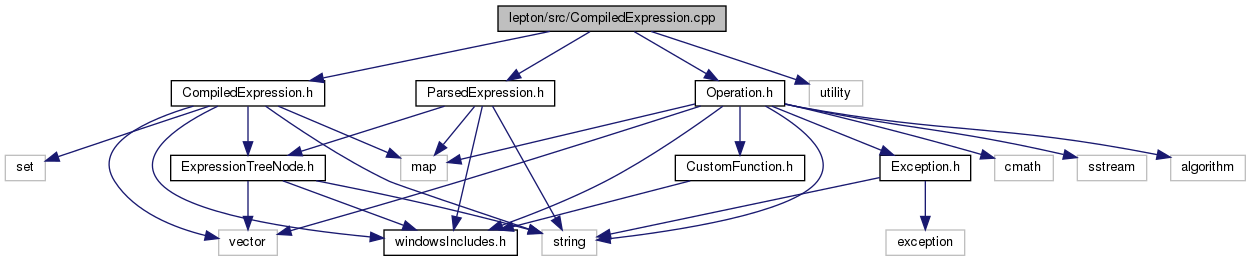 lepton/src/CompiledExpression.cpp
CompiledExpression.h
ParsedExpression.h
Operation.h
utility
set
ExpressionTreeNode.h
map
CustomFunction.h
Exception.h
cmath
sstream
algorithm
vector
windowsIncludes.h
string
exception